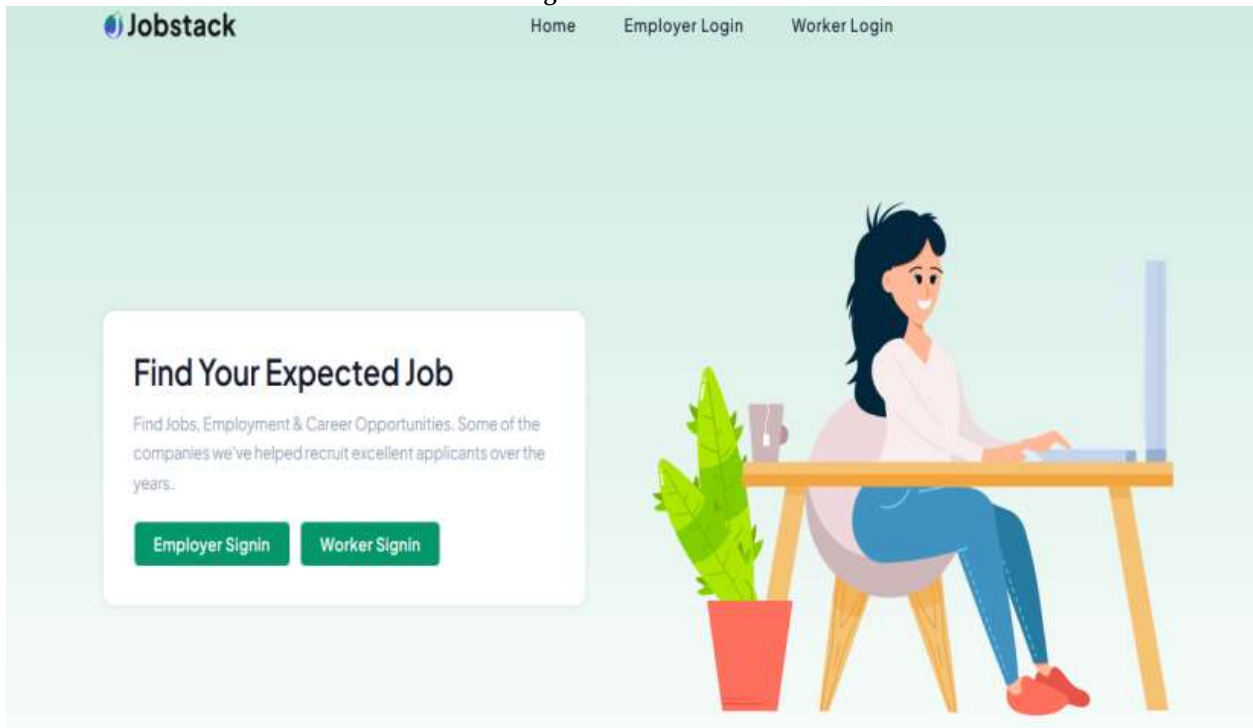 Jobstack
Home Employer Login Worker Login
Find Your Expected Job
Find Jobs, Employment & Career Opportunities. Some of the
companies we've helped recruit excellent applicants over the
years.
Employer Signin Worker Signin